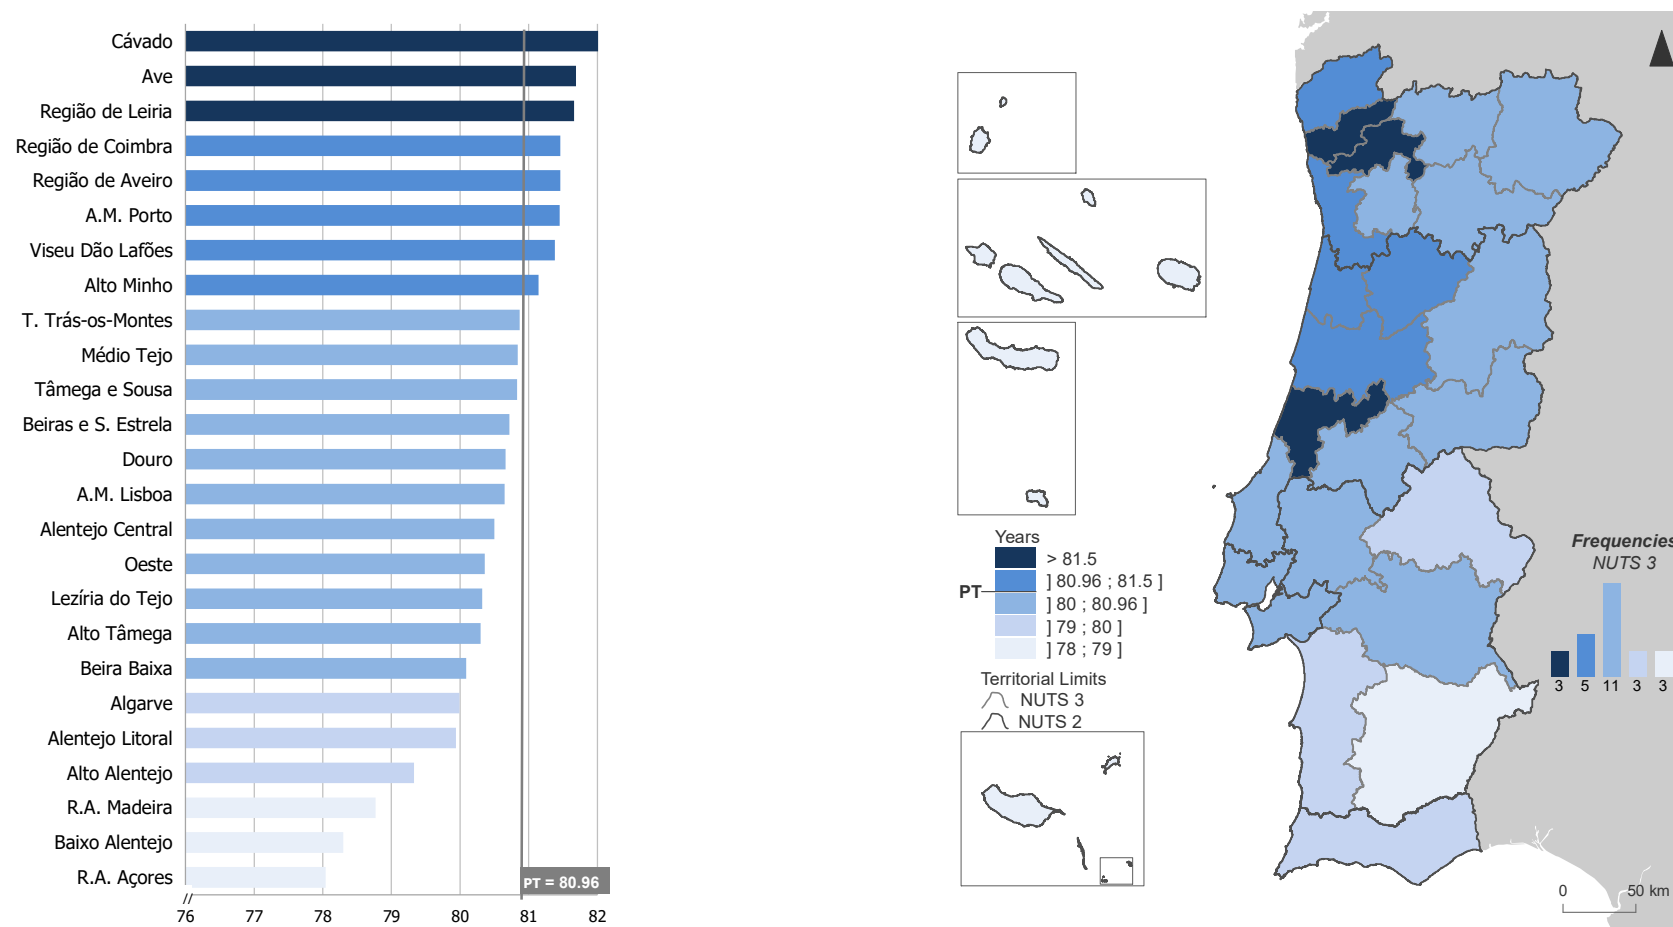 Cávado
Ave
Região de Leiria
Região de Coimbra
Região de Aveiro
A.M. Porto
Viseu Dão Lafões
Alto Minho
T. Trás-os-Montes
Médio Tejo
Tâmega e Sousa
Beiras e S. Estrela
Douro
A.M. Lisboa
Alentejo Central
Oeste
Lezíria do Tejo
Alto Tâmega
Beira Baixa
Algarve
Alentejo Litoral
Alto Alentejo
R.A. Madeira
Baixo Alentejo
R.A. Açores
PT = 80.96
76 77 78 79 80 81 82
Years
> 81.5
] 80.96 ; 81.5 ]
PT
] 80 ; 80.96 ]
] 79 ; 80 ]
] 78 ; 79 ]
Territorial Limits
NUTS 3
NUTS 2
Frequencies
NUTS 3
3 5 11 3 3
0 50 km